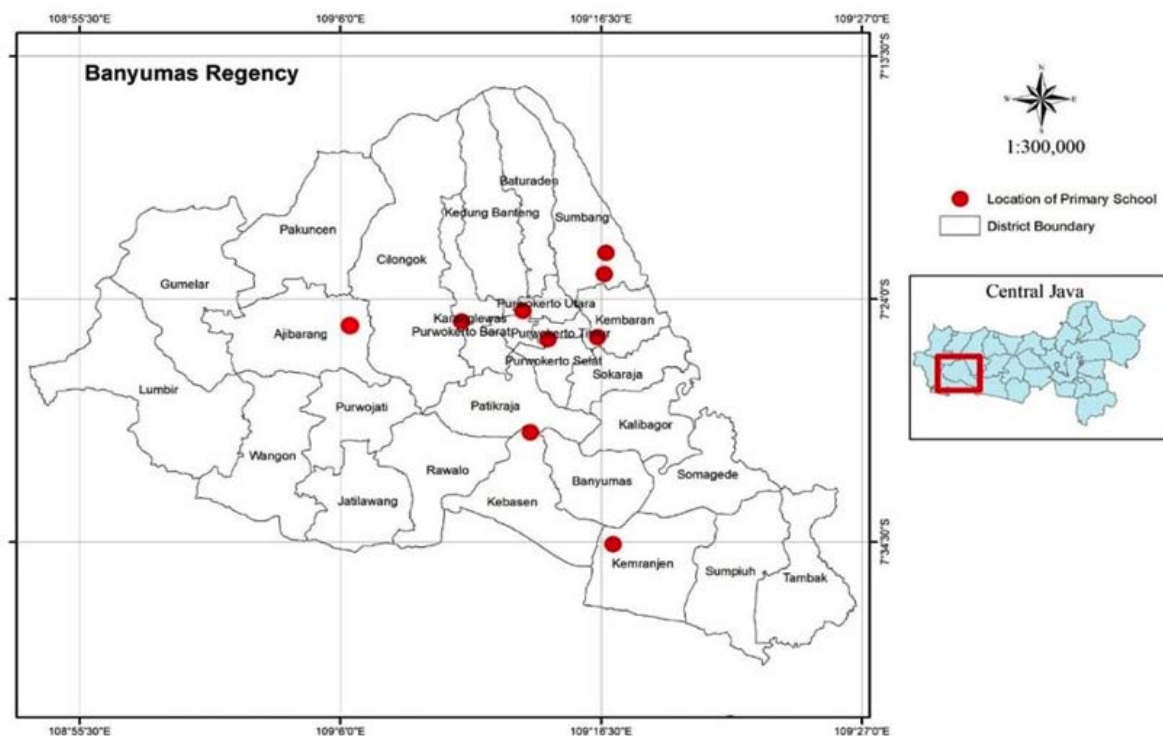 108°55'30"E 109°6'0"E 109°16'30"E 109°27'0"E
Banyumas Regency
7°13'30"S
N
W E
S
1:300,000
Baturaden
Kedung Banteng
Sumbang
Location of Primary School
Pakuncen
District Boundary
Cilongok
Gumelar
Central Java
7°24'0"S
Purwokerto Utara
Karanglewas
Kembaran
Ajibarang
Purwokerto Barat
Purwokerto Timur
Purwokerto Selat
Sokaraja
Lumbir
Purwojati
Patikraja
Kalibagor
Wangon
Rawalo
Somagede
Banyumas
Jatilawang
Kebasen
7°34'30"S
Kemranjen
Sumpiuh
Tambak
108°55'30"E 109°6'0"E 109°16'30"E 109°27'0"E